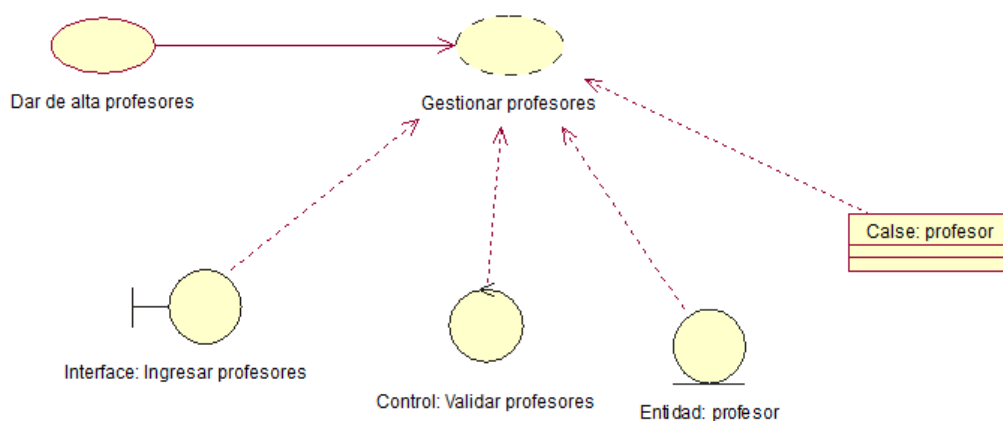 Dar de alta profesores
Gestionar profesores
Calse: profesor
Interface: Ingresar profesores
Control: Validar profesores
Entidad: profesor